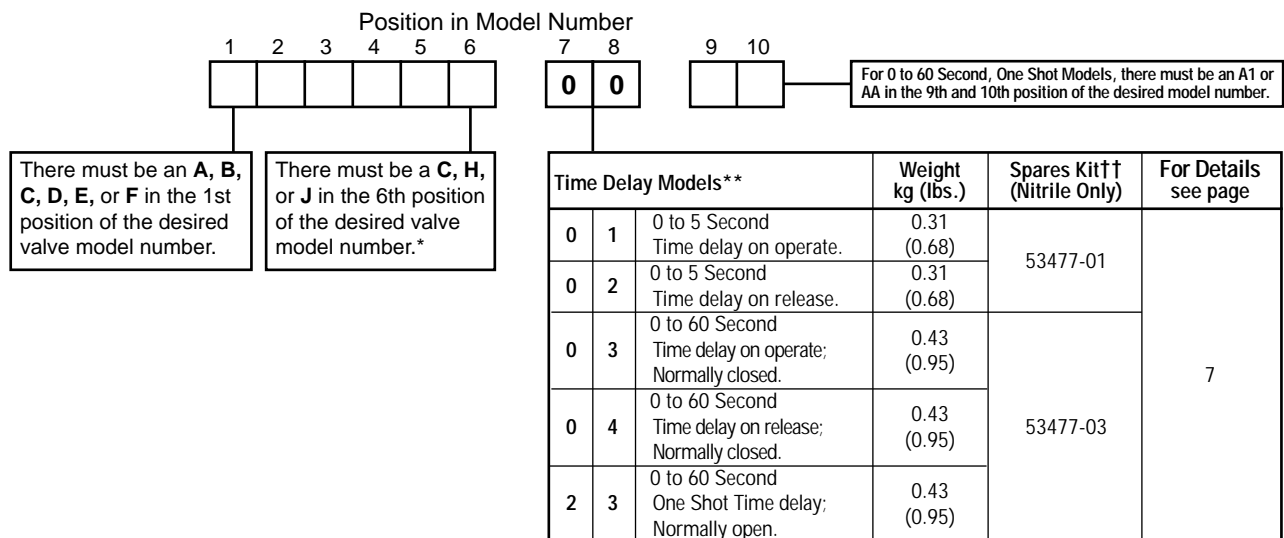 Position in Model Number
1 2 3 4 5 6 7 8 9 10
0 0
For 0 to 60 Second, One Shot Models, there must be an A1 or
AA in the 9th and 10th position of the desired model number.
There must be an A, B,
C, D, E, or F in the 1st
position of the desired
valve model number.
There must be a C, H,
or J in the 6th position
of the desired valve
model number.*
Time Delay Models**
Weight
kg (lbs.)
Spares Kit††
(Nitrile Only)
For Details
see page
0 1
0 to 5 Second
Time delay on operate.
0.31
(0.68)
53477-01
0 2
0 to 5 Second
Time delay on release.
0.31
(0.68)
0 3
0 to 60 Second
Time delay on operate;
Normally closed.
0.43
(0.95)
7
0 4
0 to 60 Second
Time delay on release;
Normally closed.
0.43
(0.95)
53477-03
2 3
0 to 60 Second
One Shot Time delay;
Normally open.
0.43
(0.95)